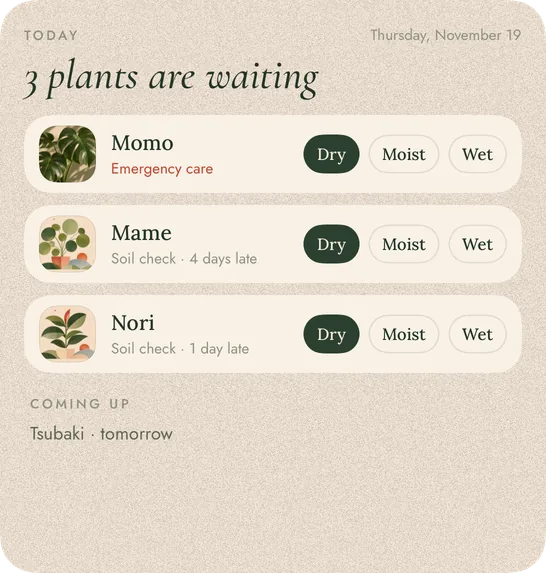 TODAY
Thursday, November 19
3 plants are waiting
Momo
Emergency care
Dry Moist Wet
Mame
Soil check · 4 days late
Dry Moist Wet
Nori
Soil check · 1 day late
Dry Moist Wet
COMING UP
Tsubaki · tomorrow